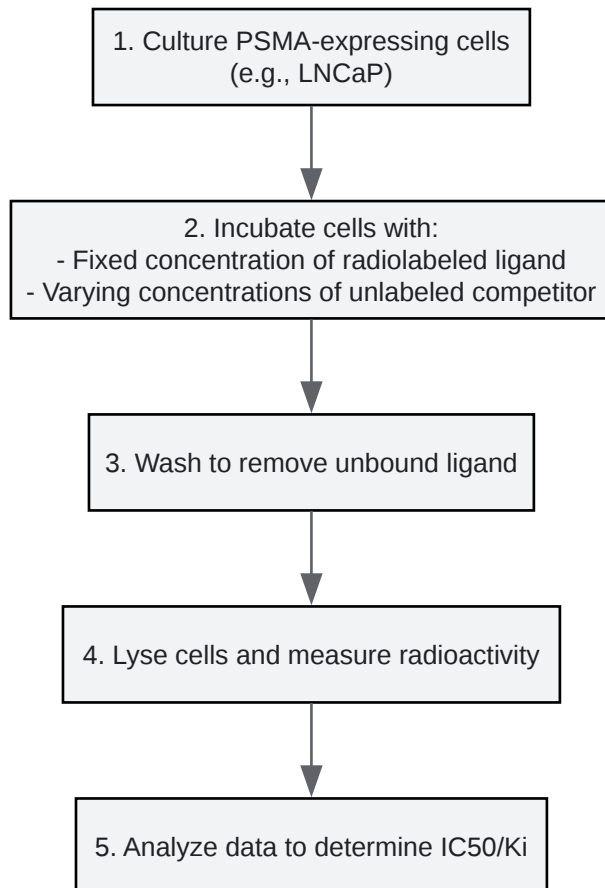 1. Culture PSMA-expressing cells
(e.g., LNCaP)
2. Incubate cells with:
- Fixed concentration of radiolabeled ligand
- Varying concentrations of unlabeled competitor
3. Wash to remove unbound ligand
4. Lyse cells and measure radioactivity
5. Analyze data to determine IC50/Ki